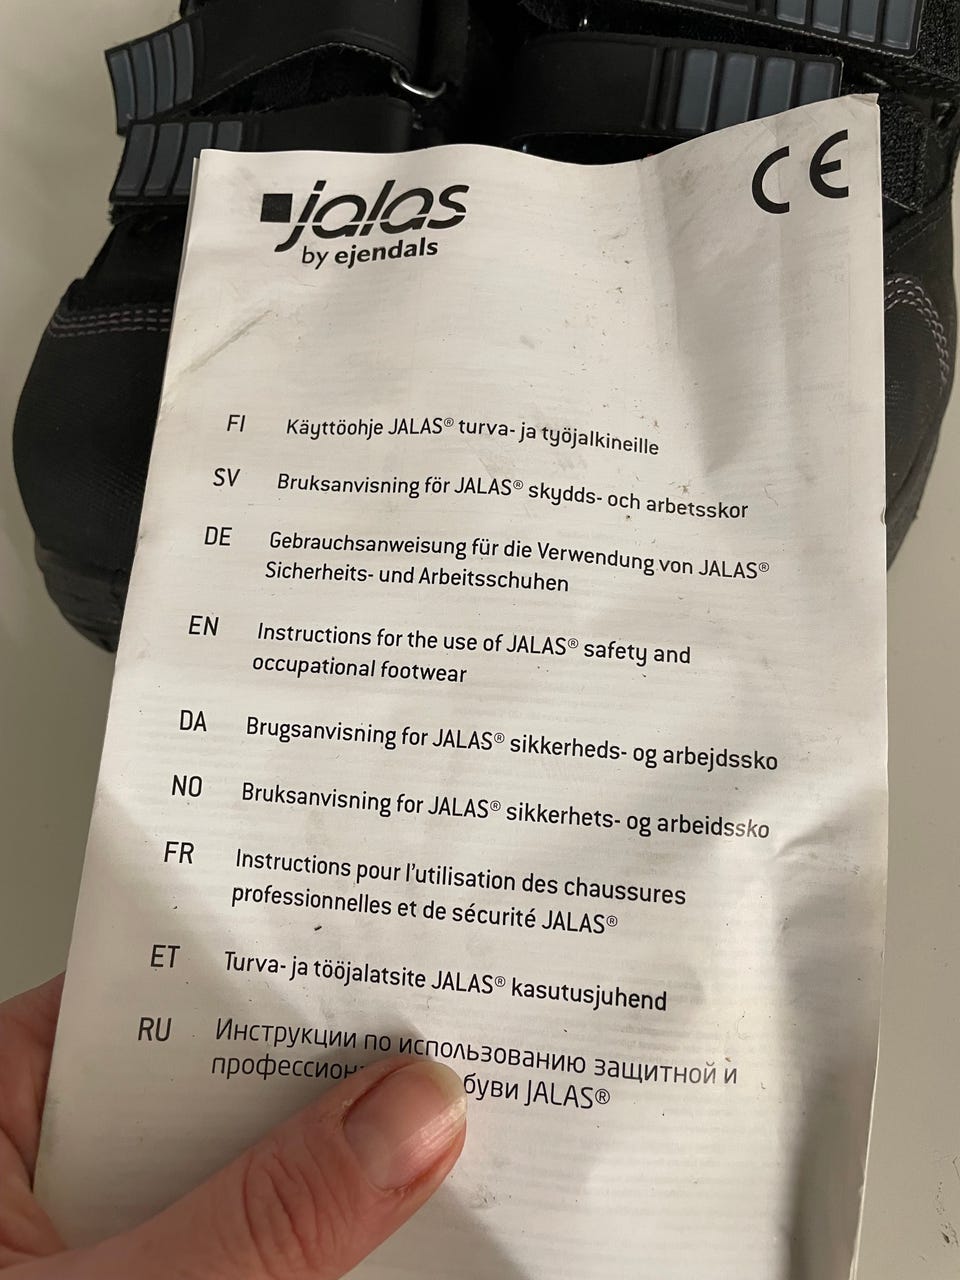 jalas
by ejendals
CE
FI Käyttöohje JALAS® turva- ja työjalkineille
SV Bruksanvisning för JALAS® skydds- och arbetsskor
DE Gebrauchsanweisung für die Verwendung von JALAS®
Sicherheits- und Arbeitsschuhen
EN Instructions for the use of JALAS® safety and
occupational footwear
DA Brugsanvisning for JALAS® sikkerheds- og arbejdssko
NO Bruksanvisning for JALAS® sikkerhets- og arbeidssko
FR Instructions pour l'utilisation des chaussures
professionnelles et de sécurité JALAS®
ET Turva- ja tööjalatsite JALAS® kasutusjuhend
RU Инструкции по использованию защитной и
JALAS®